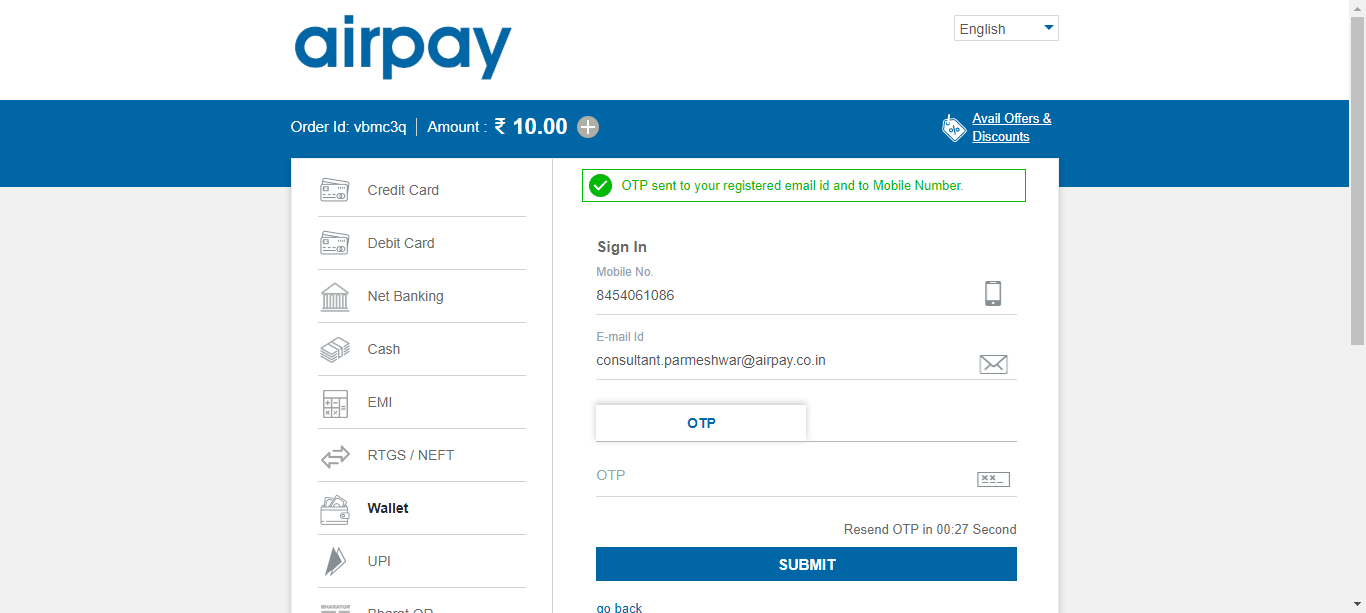 airpay
English
Order Id: vbmc3q
Amount : ₹ 10.00
Avail Offers &
Discounts
Credit Card
Debit Card
Net Banking
Cash
EMI
RTGS / NEFT
Wallet
UPI
BHARATQR
Bharat QR
OTP sent to your registered email id and to Mobile Number.
Sign In
Mobile No.
8454061086
E-mail Id
consultant.parmeshwar@airpay.co.in
OTP
OTP
Resend OTP in 00:27 Second
SUBMIT
go back